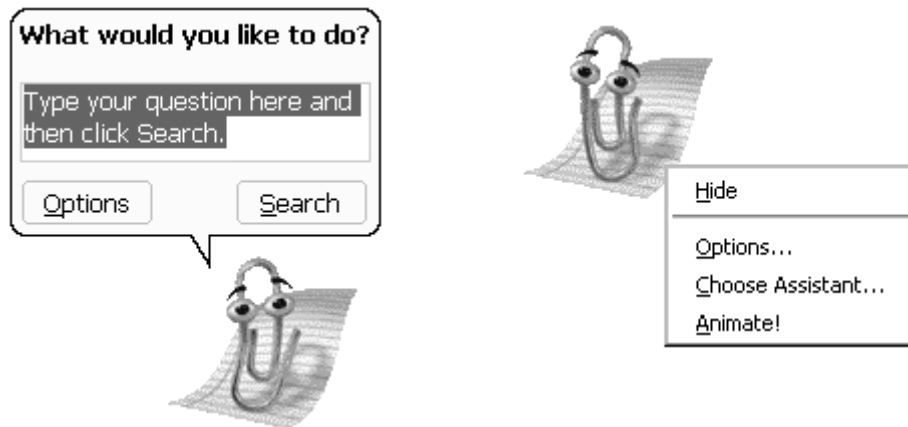 What would you like to do?
Type your question here and
then click Search.
Options
Search
Hide
Options...
Choose Assistant...
Animate!